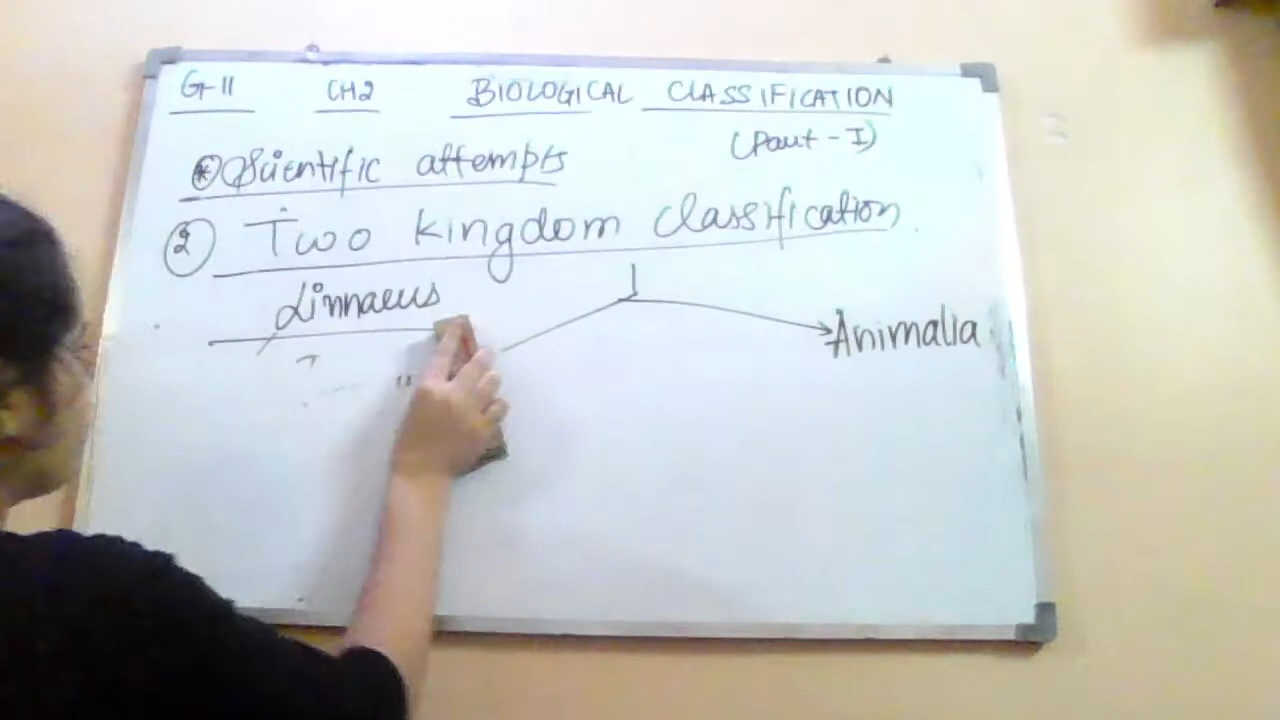 G-11 CH2 BIOLOGICAL CLASSIFICATION
(Part - I)
* Scientific attempts
2 Two kingdom classification
Linnaeus
Animalia